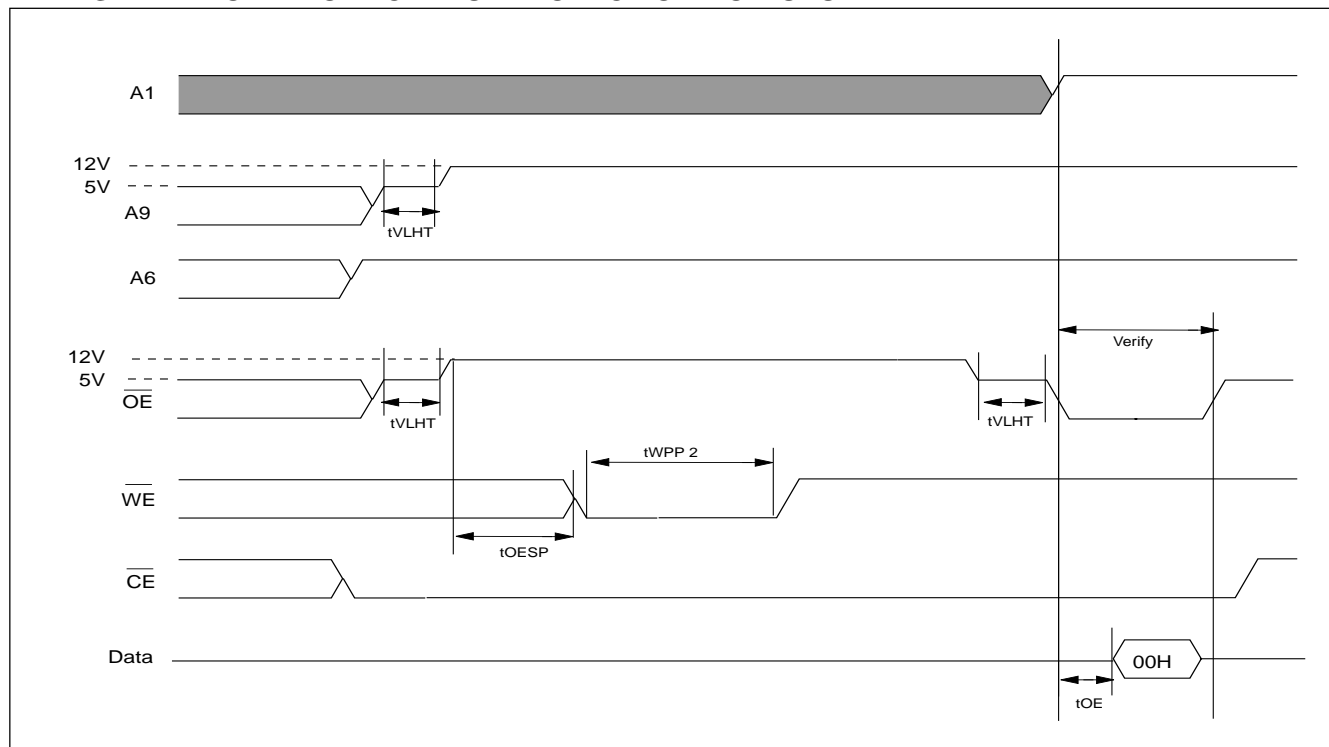 A1
12V
5V
A9
tVLHT
A6
Verify
12V
5V
OE
tVLHT
tVLHT
tWPP 2
WE
tOESP
CE
Data
00H
tOE